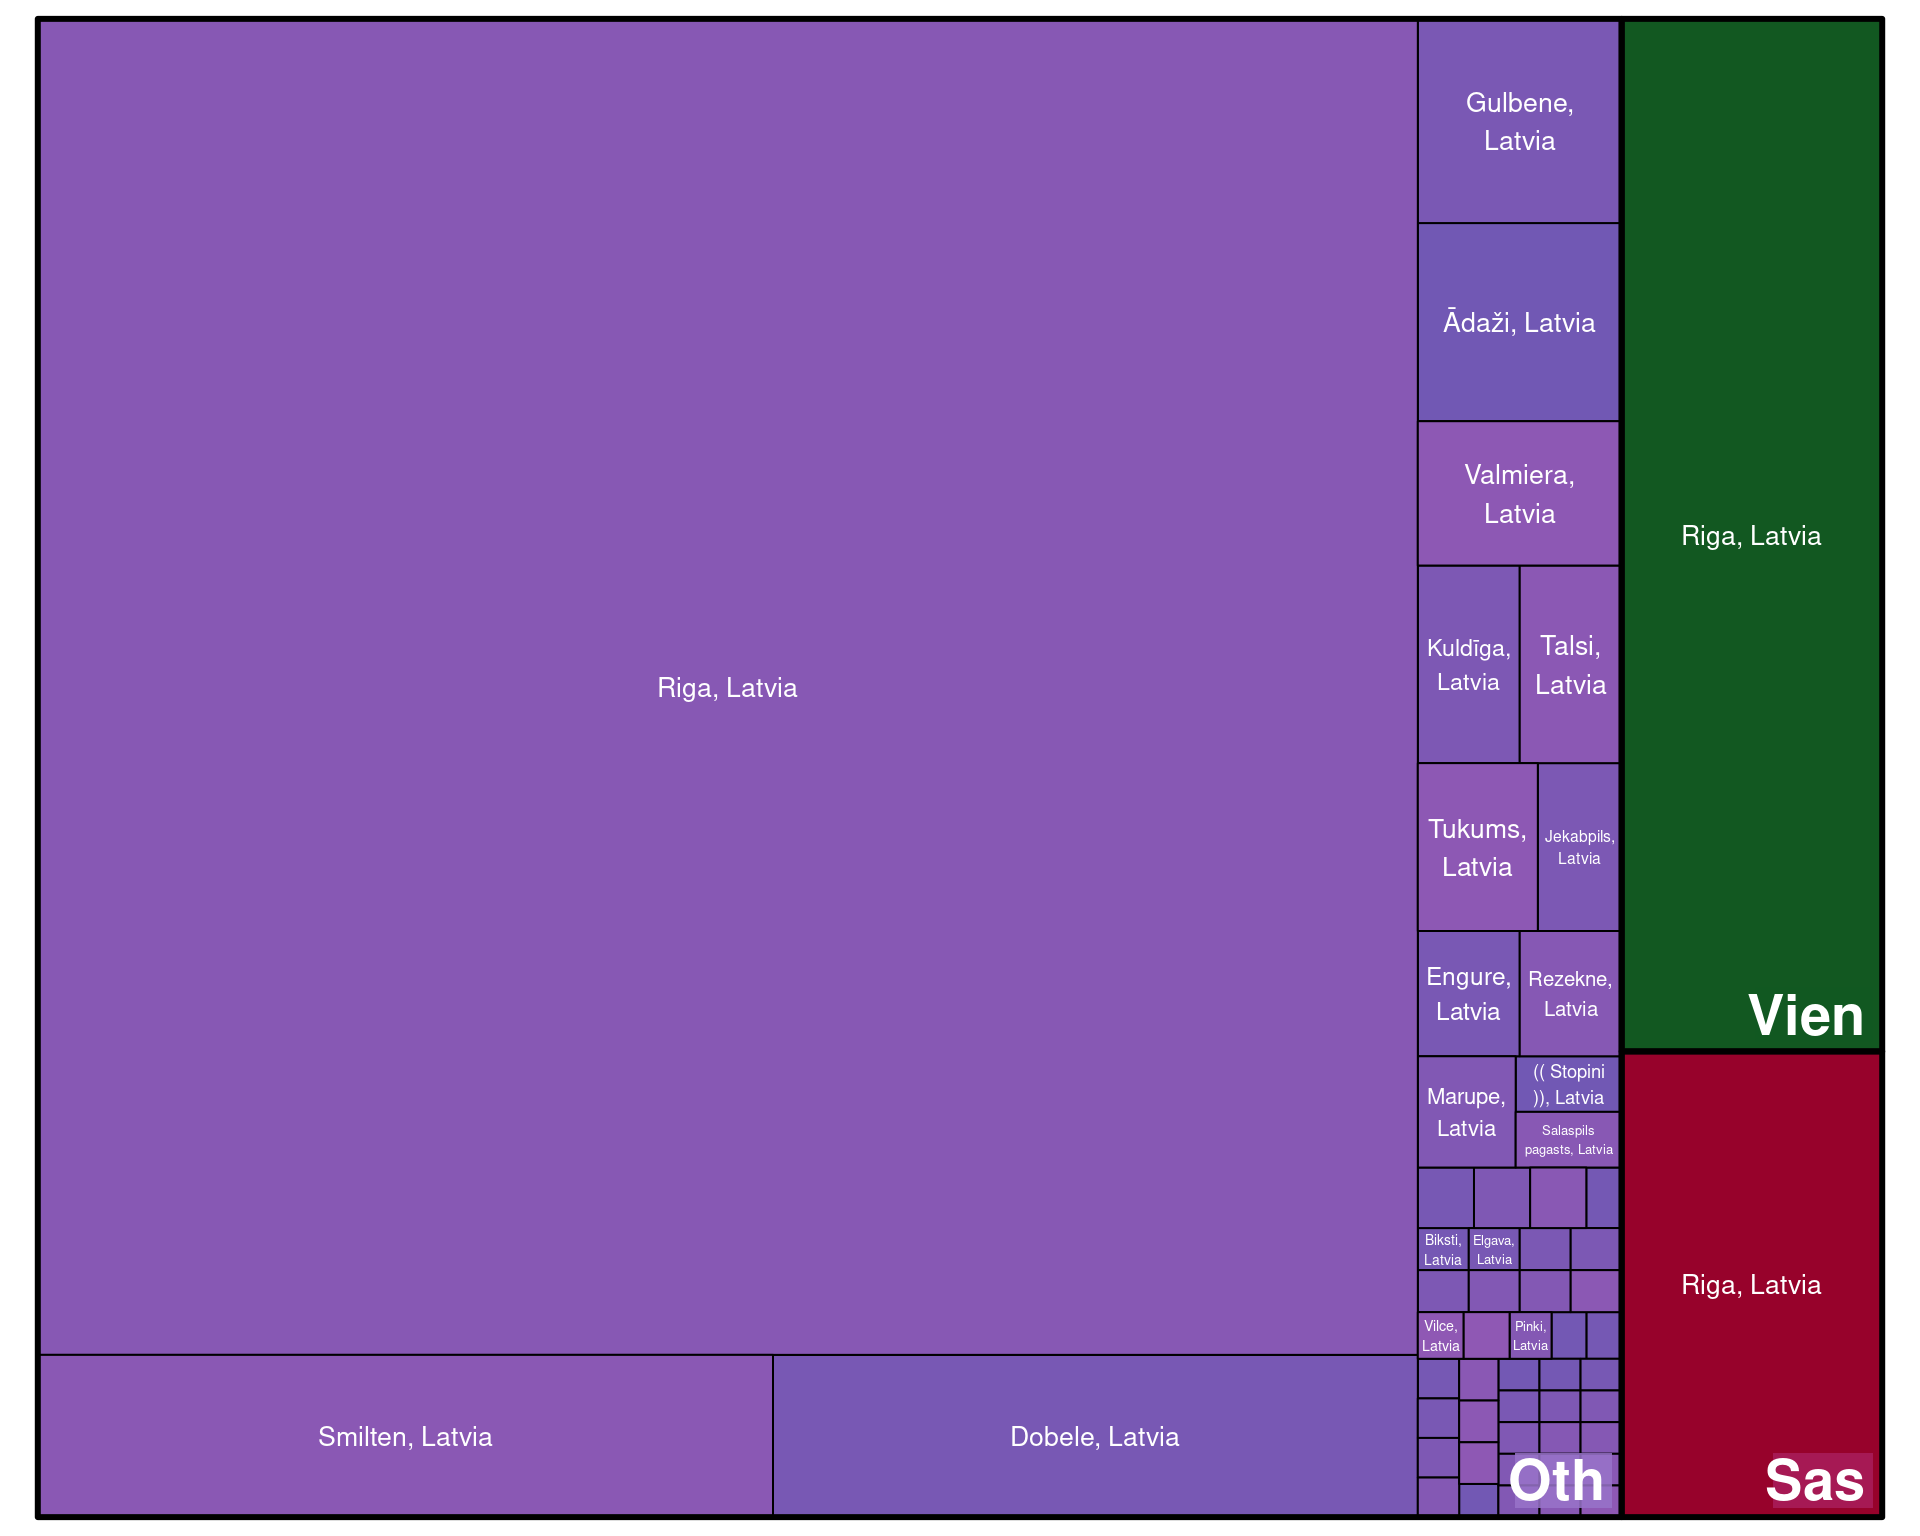 Riga, Latvia
Smilten, Latvia
Dobele, Latvia
Gulbene,
Latvia
Ādaži, Latvia
Valmiera,
Latvia
Kuldīga,
Latvia
Talsi,
Latvia
Tukums,
Latvia
Jekabpils,
Latvia
Engure,
Latvia
Rezekne,
Latvia
Marupe,
Latvia
(( Stopini
)), Latvia
Salaspils
pagasts, Latvia
Biksti,
Latvia
Elgava,
Latvia
Vilce,
Latvia
Pinki,
Latvia
Oth
Riga, Latvia
Vien
Riga, Latvia
Sas